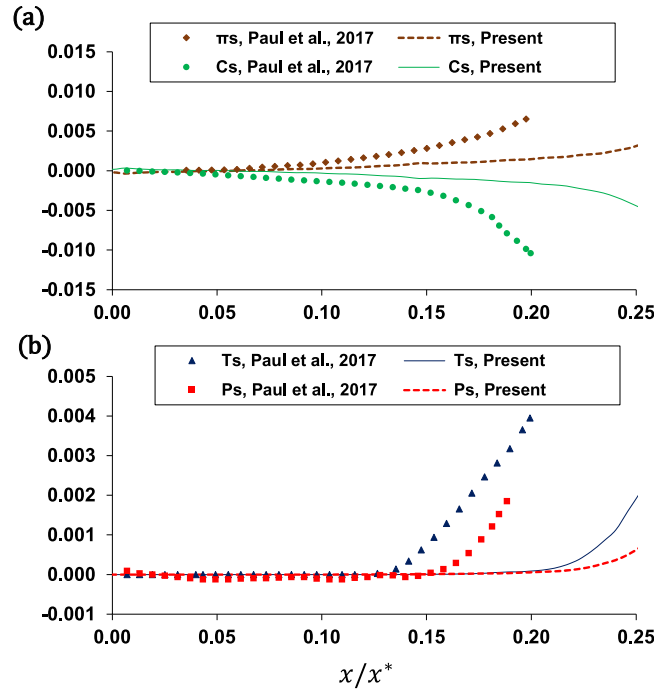 (a)
πs, Paul et al., 2017 πs, Present
Cs, Paul et al., 2017 Cs, Present
0.015
0.010
0.005
0.000
-0.005
-0.010
-0.015
0.00 0.05 0.10 0.15 0.20 0.25
(b)
Ts, Paul et al., 2017 Ts, Present
Ps, Paul et al., 2017 Ps, Present
0.005
0.004
0.003
0.002
0.001
0.000
-0.001
0.00 0.05 0.10 0.15 0.20 0.25
x/x*